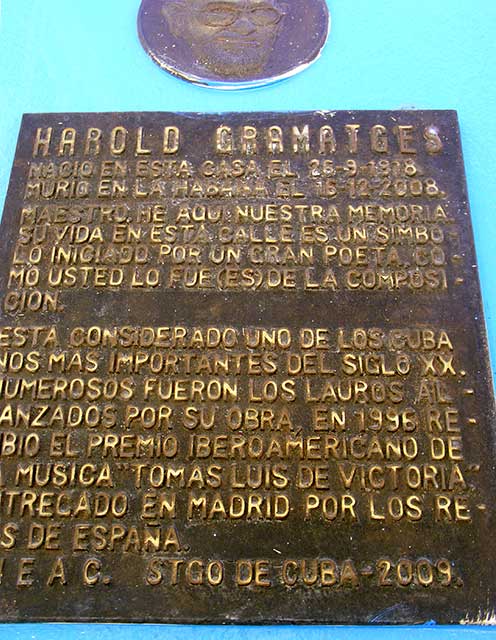 HAROLD GRAMATGES
NACIO EN ESTA CASA EL 26-9-1918.
MURIO EN LA HABANA EL 16-12-2008.
MAESTRO, HE AQUI NUESTRA MEMORIA.
SU VIDA EN ESTA CALLE ES UN SIMBO-
LO INICIADO POR UN GRAN POETA, CO-
MO USTED LO FUE (ES) DE LA COMPOSI-
CION.
ESTA CONSIDERADO UNO DE LOS CUBA
NOS MAS IMPORTANTES DEL SIGLO XX.
NUMEROSOS FUERON LOS LAUROS AL-
ANZADOS POR SU OBRA. EN 1996 RE-
BIO EL PREMIO IBEROAMERICANO DE
A MUSICA "TOMAS LUIS DE VICTORIA"
NTREGADO EN MADRID POR LOS RE-
S DE ESPAÑA.
NEAC. STGO DE CUBA-2009.